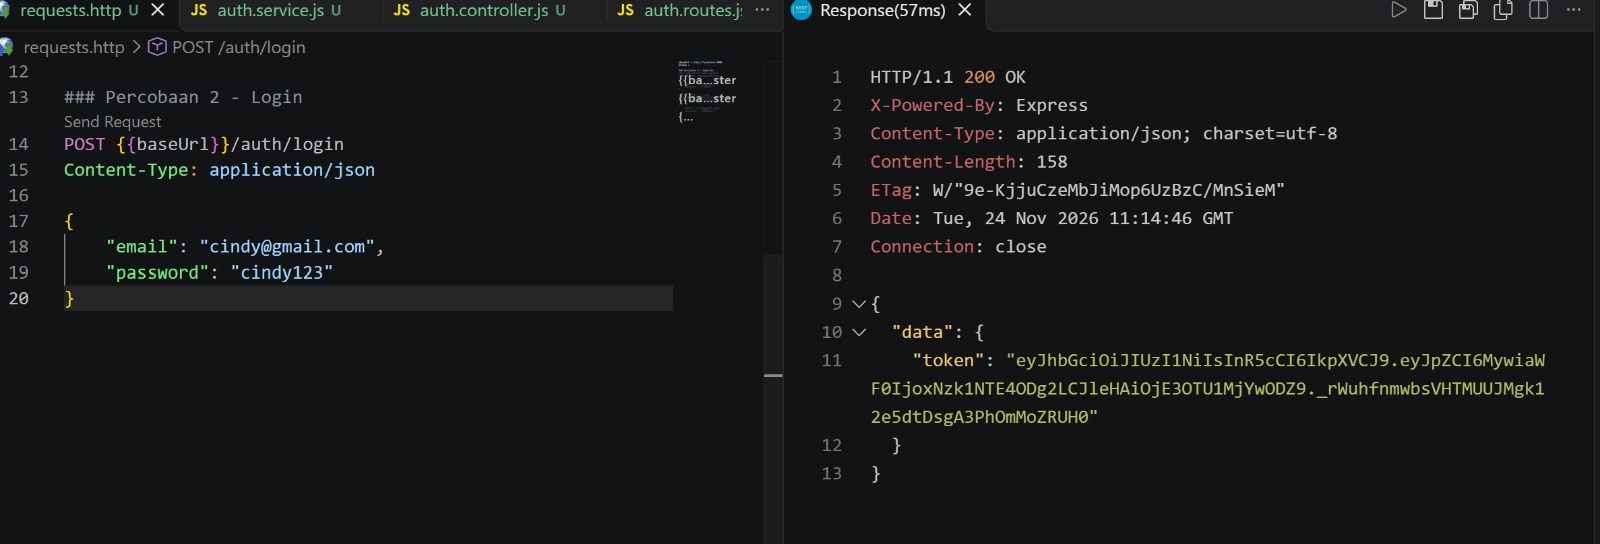 requests.http U
JS auth.service.js U
JS auth.controller.js U
JS auth.routes.js
Response(57ms)
requests.http > POST /auth/login
12
13 ### Percobaan 2 - Login
Send Request
14 POST {{baseUrl}}/auth/login
15 Content-Type: application/json
16
17 {
18 "email": "cindy@gmail.com",
19 "password": "cindy123"
20 }
{{ba...ster
{{ba...ster
{...
1 HTTP/1.1 200 OK
2 X-Powered-By: Express
3 Content-Type: application/json; charset=utf-8
4 Content-Length: 158
5 ETag: W/"9e-KjjuCzeMbJiMop6UzBzC/MnSieM"
6 Date: Tue, 24 Nov 2026 11:14:46 GMT
7 Connection: close
8
9 {
10 "data": {
11 "token": "eyJhbGciOiJIUzI1NiIsInR5cCI6IkpXVCJ9.eyJpZCI6MywiaW
F0IjoxNzk1NTE4ODg2LCJleHAiOjE3OTU1MjYwODZ9._rWuhfnmwbsVHTMUUJMgk1
2e5dtDsgA3PhOmMoZRUH0"
12 }
13 }